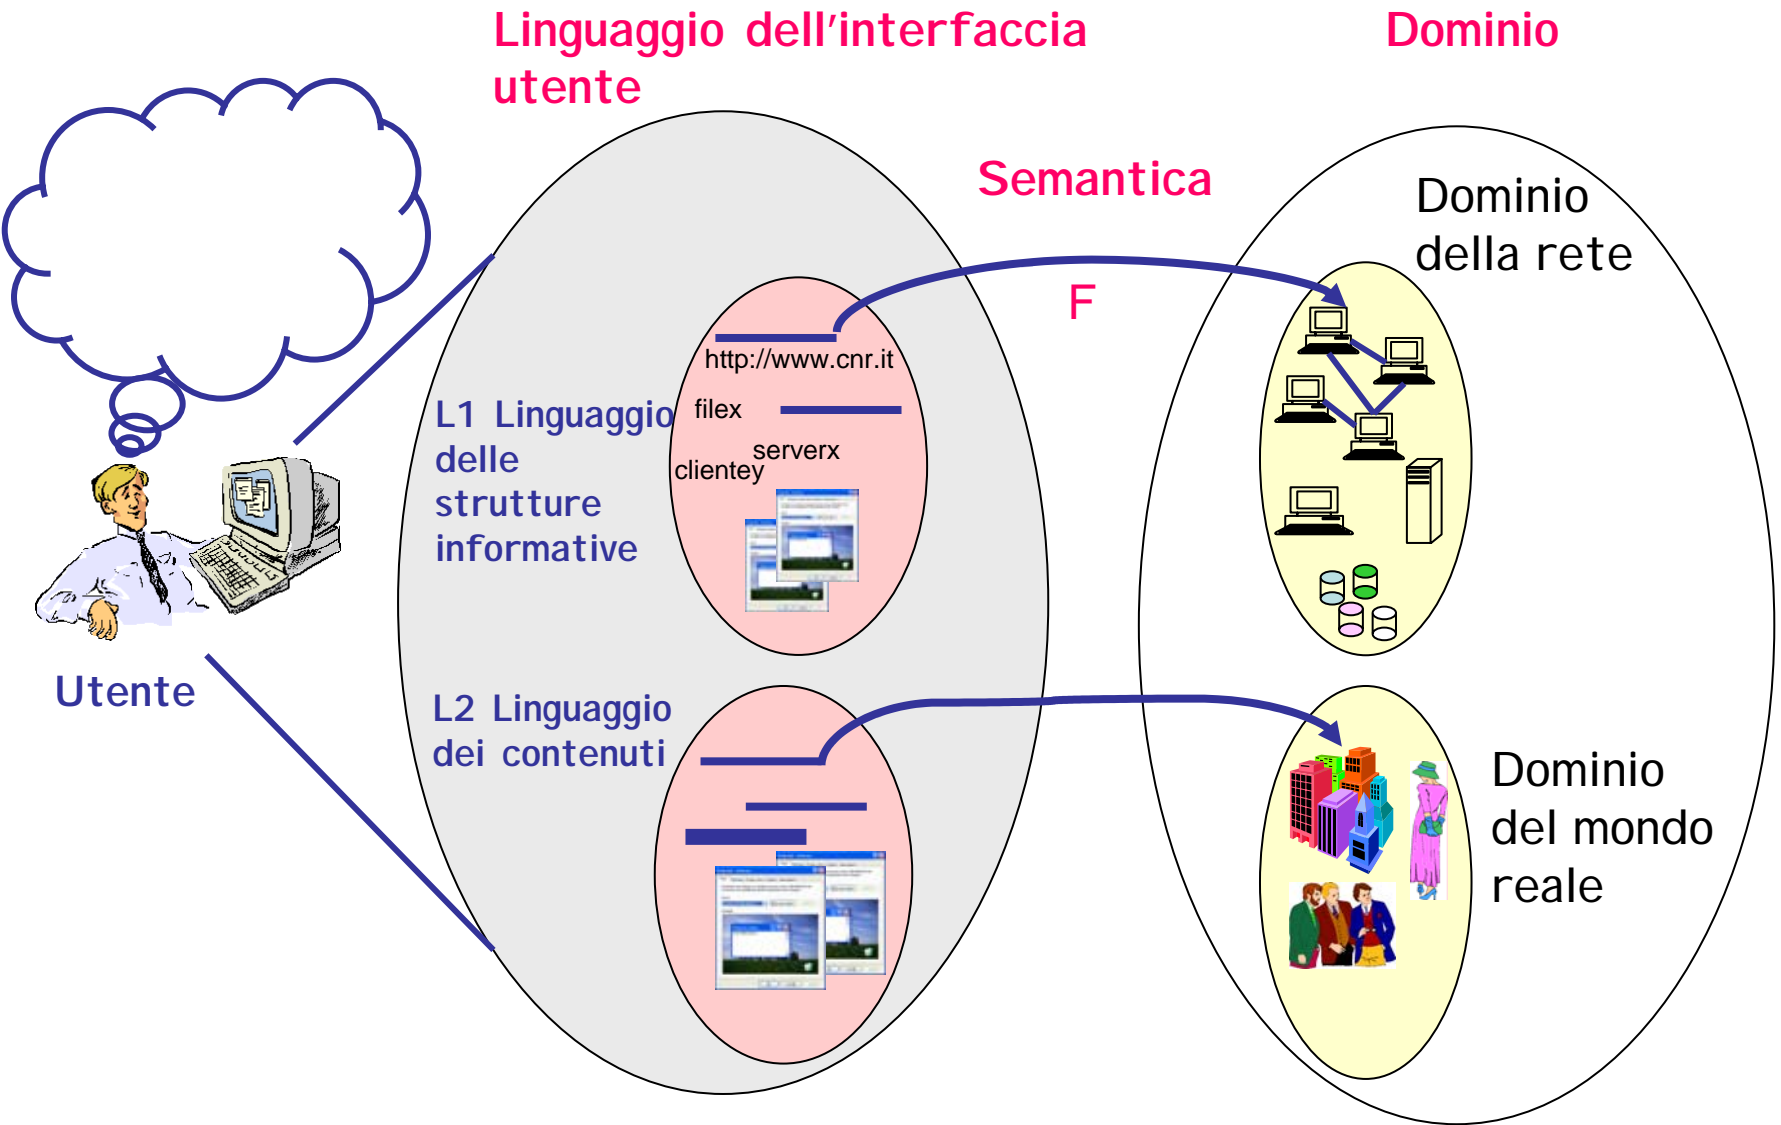 Linguaggio dell'interfaccia
utente
Dominio
Semantica
F
Dominio
della rete
http://www.cnr.it
filex
serverx
clientey
L1 Linguaggio
delle
strutture
informative
Utente
L2 Linguaggio
dei contenuti
Dominio
del mondo
reale